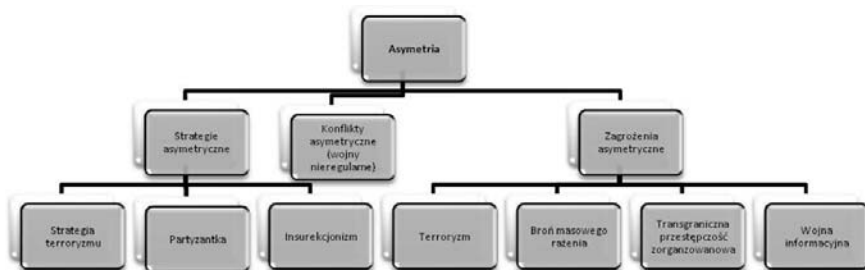 Asymetria
Strategie
asymetryczne
Konflikty
asymetryczne
(wojny
nieregularne)
Zagrożenia
asymetryczne
Strategia
terroryzmu
Partyzantka
Insurekcjonizm
Terroryzm
Broń masowego
rażenia
Transgraniczna
przestępczość
zorganzowanowa
Wojna
informacyjna